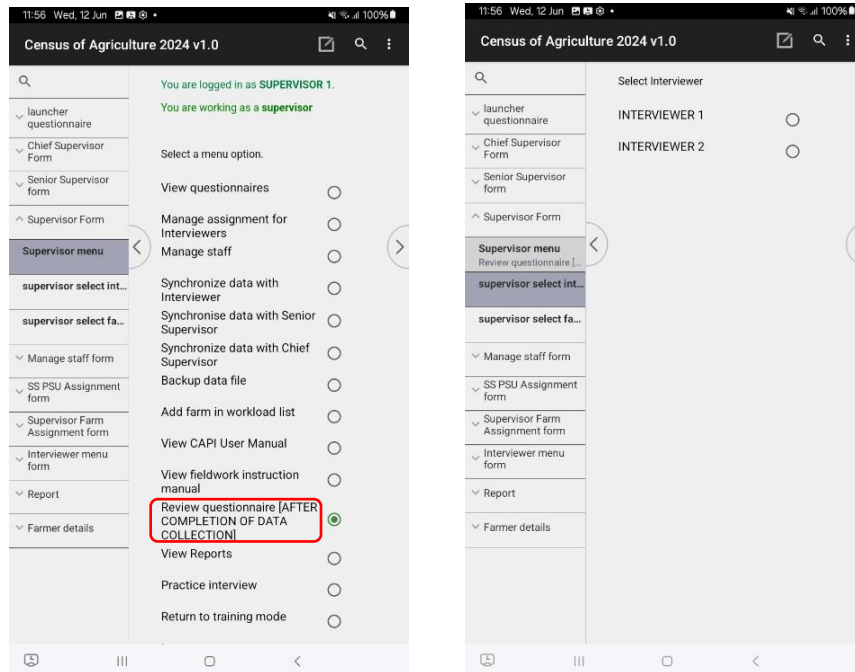 11:56 Wed, 12 Jun
100%
Census of Agriculture 2024 v1.0
launcher
questionnaire
Chief Supervisor
Form
Senior Supervisor
form
Supervisor Form
Supervisor menu
supervisor select int...
supervisor select fa...
Manage staff form
SS PSU Assignment
form
Supervisor Farm
Assignment form
Interviewer menu
form
Report
Farmer details
You are logged in as SUPERVISOR 1.
You are working as a supervisor
Select a menu option.
View questionnaires
Manage assignment for
Interviewers
Manage staff
Synchronize data with
Interviewer
Synchronise data with Senior
Supervisor
Synchronize data with Chief
Supervisor
Backup data file
Add farm in workload list
View CAPI User Manual
View fieldwork instruction
manual
Review questionnaire [AFTER
COMPLETION OF DATA
COLLECTION]
View Reports
Practice interview
Return to training mode
11:56 Wed, 12 Jun
100%
Census of Agriculture 2024 v1.0
launcher
questionnaire
Chief Supervisor
Form
Senior Supervisor
form
Supervisor Form
Supervisor menu
Review questionnaire [...
supervisor select int...
supervisor select fa...
Manage staff form
SS PSU Assignment
form
Supervisor Farm
Assignment form
Interviewer menu
form
Report
Farmer details
Select Interviewer
INTERVIEWER 1
INTERVIEWER 2